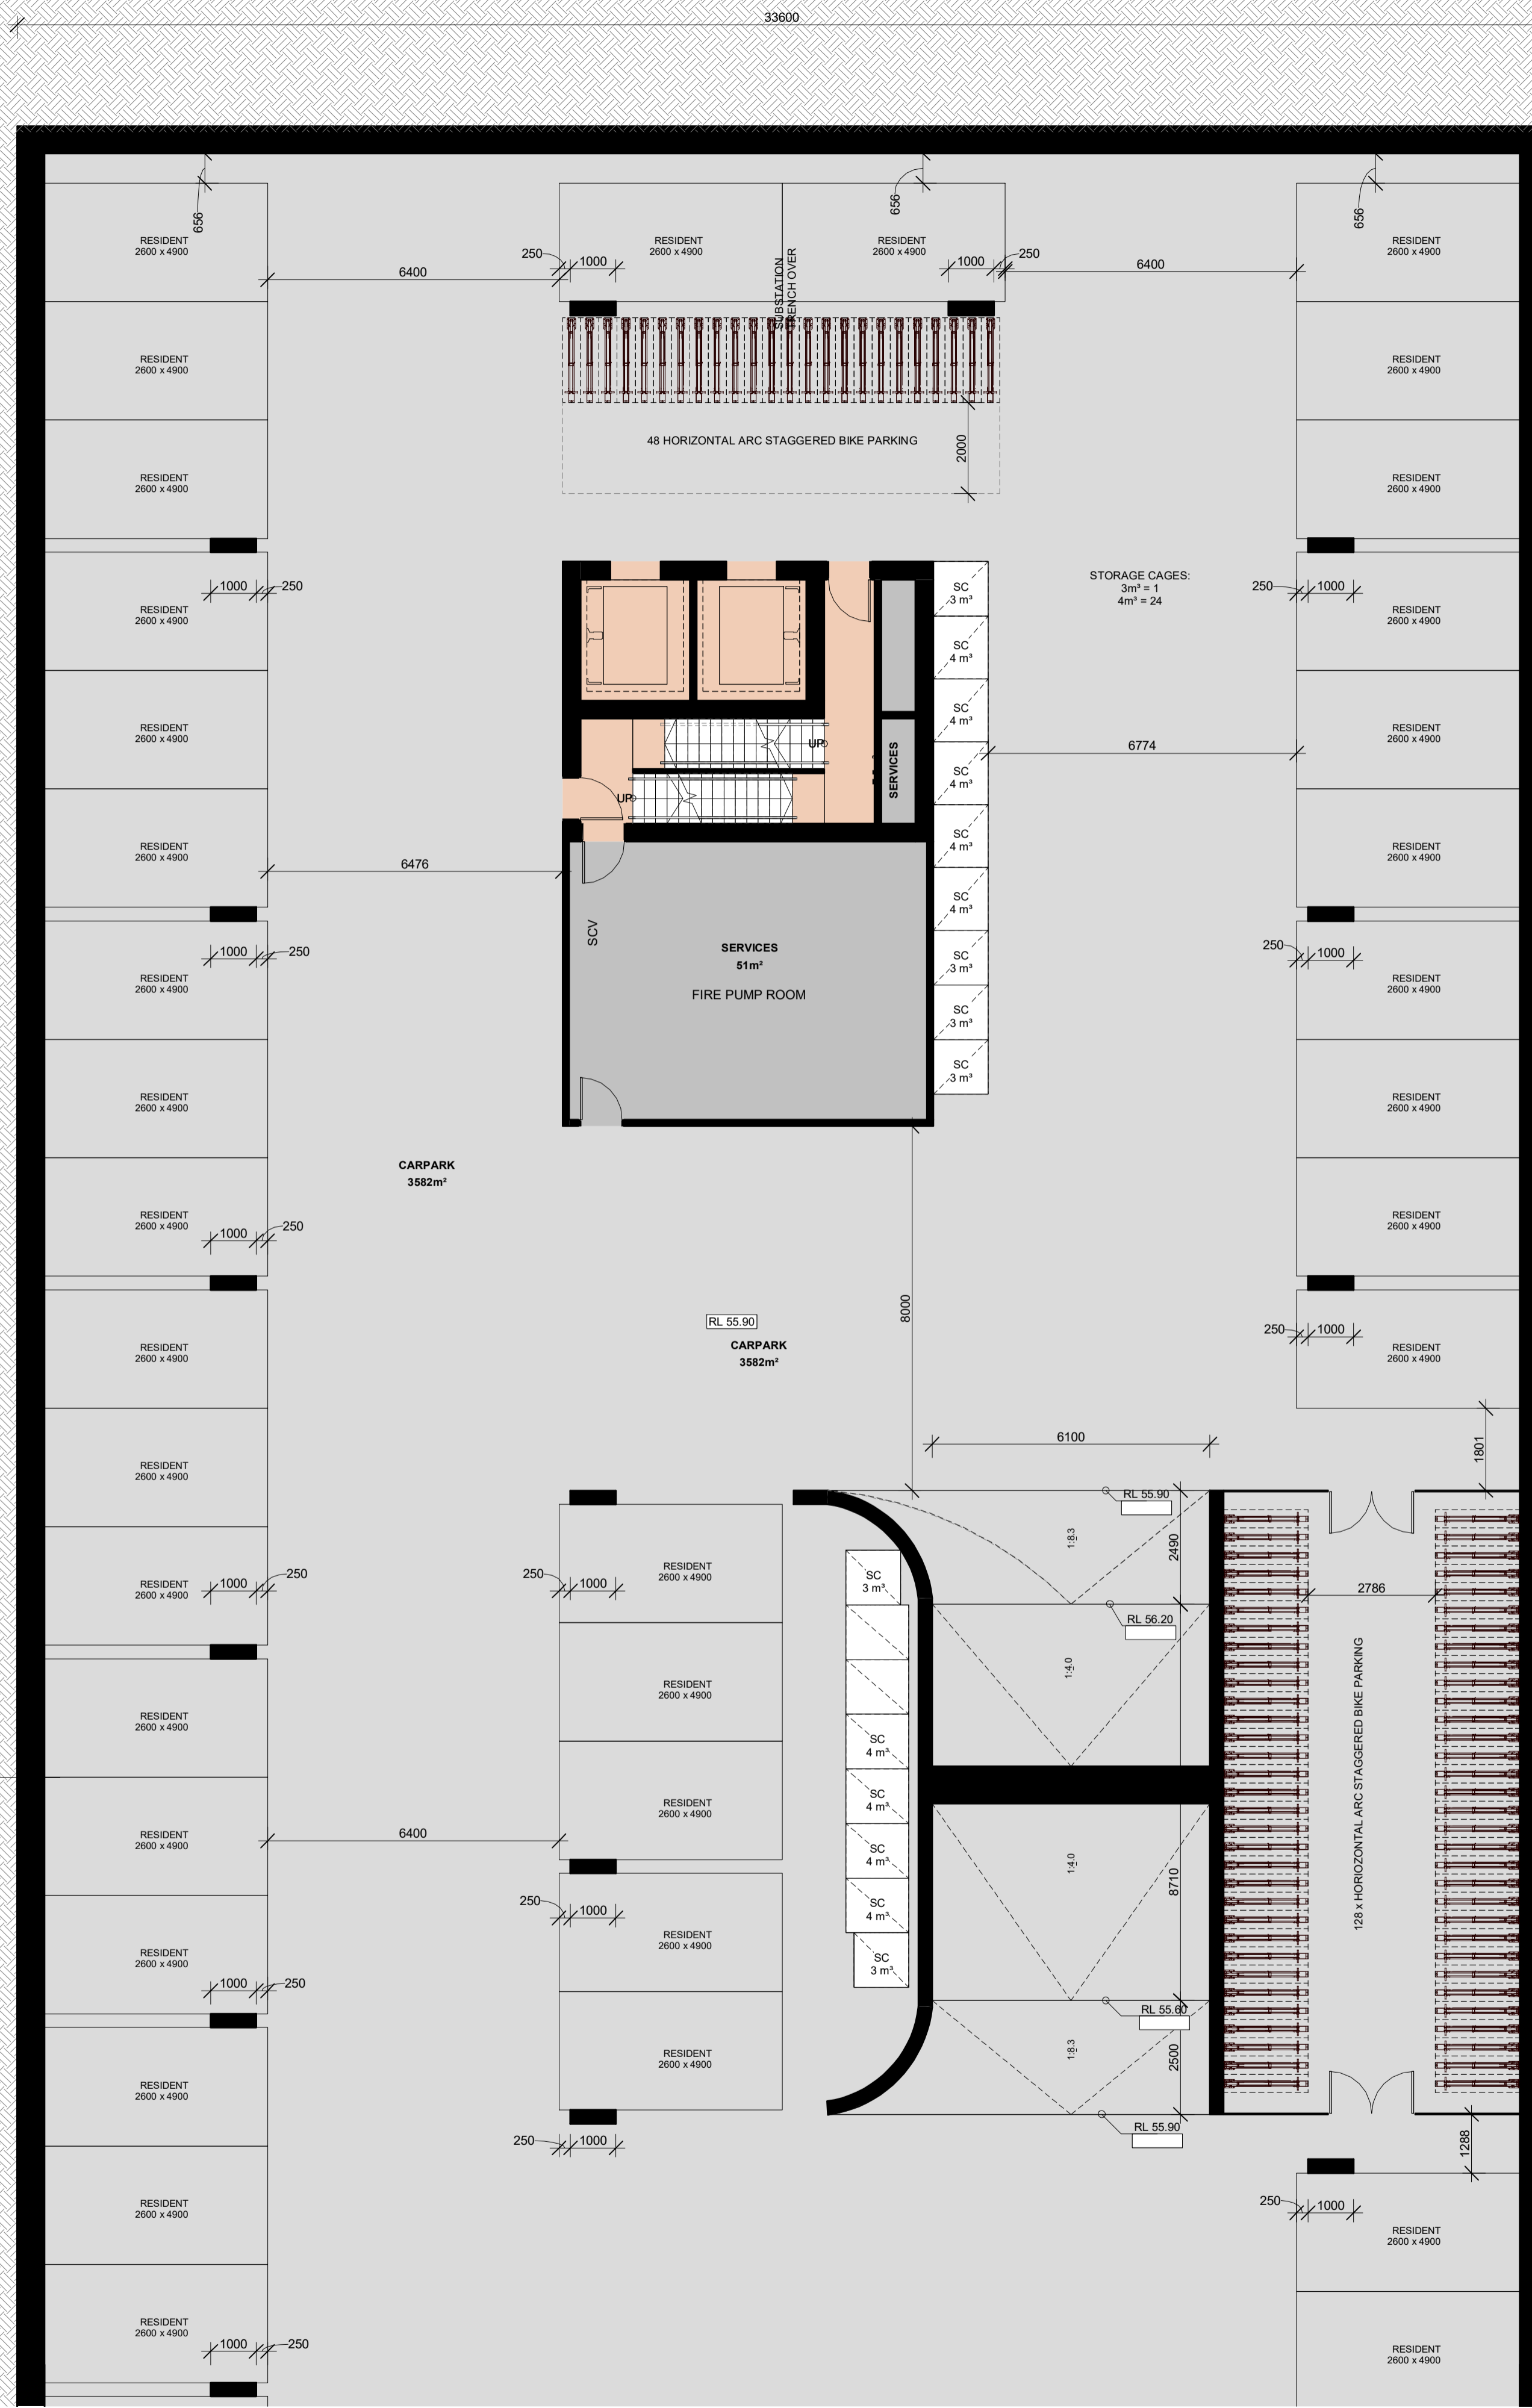 33600
656
656
656
RESIDENT
2600 x 4900
RESIDENT
2600 x 4900
RESIDENT
2600 x 4900
RESIDENT
2600 x 4900
250
1000
1000
250
6400
6400
SUBSTATION
TRENCH OVER
RESIDENT
2600 x 4900
RESIDENT
2600 x 4900
48 HORIZONTAL ARC STAGGERED BIKE PARKING
2000
RESIDENT
2600 x 4900
RESIDENT
2600 x 4900
STORAGE CAGES:
3m³ = 1
4m³ = 24
1000
250
250
1000
RESIDENT
2600 x 4900
RESIDENT
2600 x 4900
SC
3 m³
SC
4 m³
SC
4 m³
SC
4 m³
SC
4 m³
SC
4 m³
SC
3 m³
SC
3 m³
SC
3 m³
UP
UP
SERVICES
RESIDENT
2600 x 4900
RESIDENT
2600 x 4900
6774
RESIDENT
2600 x 4900
RESIDENT
2600 x 4900
6476
SCV
SERVICES
51m²
FIRE PUMP ROOM
1000
250
250
1000
RESIDENT
2600 x 4900
RESIDENT
2600 x 4900
RESIDENT
2600 x 4900
RESIDENT
2600 x 4900
CARPARK
3582m²
RESIDENT
2600 x 4900
RESIDENT
2600 x 4900
1000
250
8000
RL 55.90
CARPARK
3582m²
250
1000
RESIDENT
2600 x 4900
RESIDENT
2600 x 4900
6100
1801
RESIDENT
2600 x 4900
RL 55.90
1:8.3
2490
RESIDENT
2600 x 4900
1000
250
250
1000
RESIDENT
2600 x 4900
SC
3 m³
2786
RL 56.20
1:4.0
RESIDENT
2600 x 4900
RESIDENT
2600 x 4900
SC
4 m³
SC
4 m³
SC
4 m³
SC
4 m³
SC
3 m³
128 x HORIOZONTAL ARC STAGGERED BIKE PARKING
RESIDENT
2600 x 4900
RESIDENT
2600 x 4900
6400
1:4.0
8710
250
1000
RESIDENT
2600 x 4900
RESIDENT
2600 x 4900
1000
250
RL 55.60
1:8.3
2500
RESIDENT
2600 x 4900
RESIDENT
2600 x 4900
RL 55.90
250
1000
1288
RESIDENT
2600 x 4900
250
1000
RESIDENT
2600 x 4900
RESIDENT
2600 x 4900
1000
250
RESIDENT
2600 x 4900